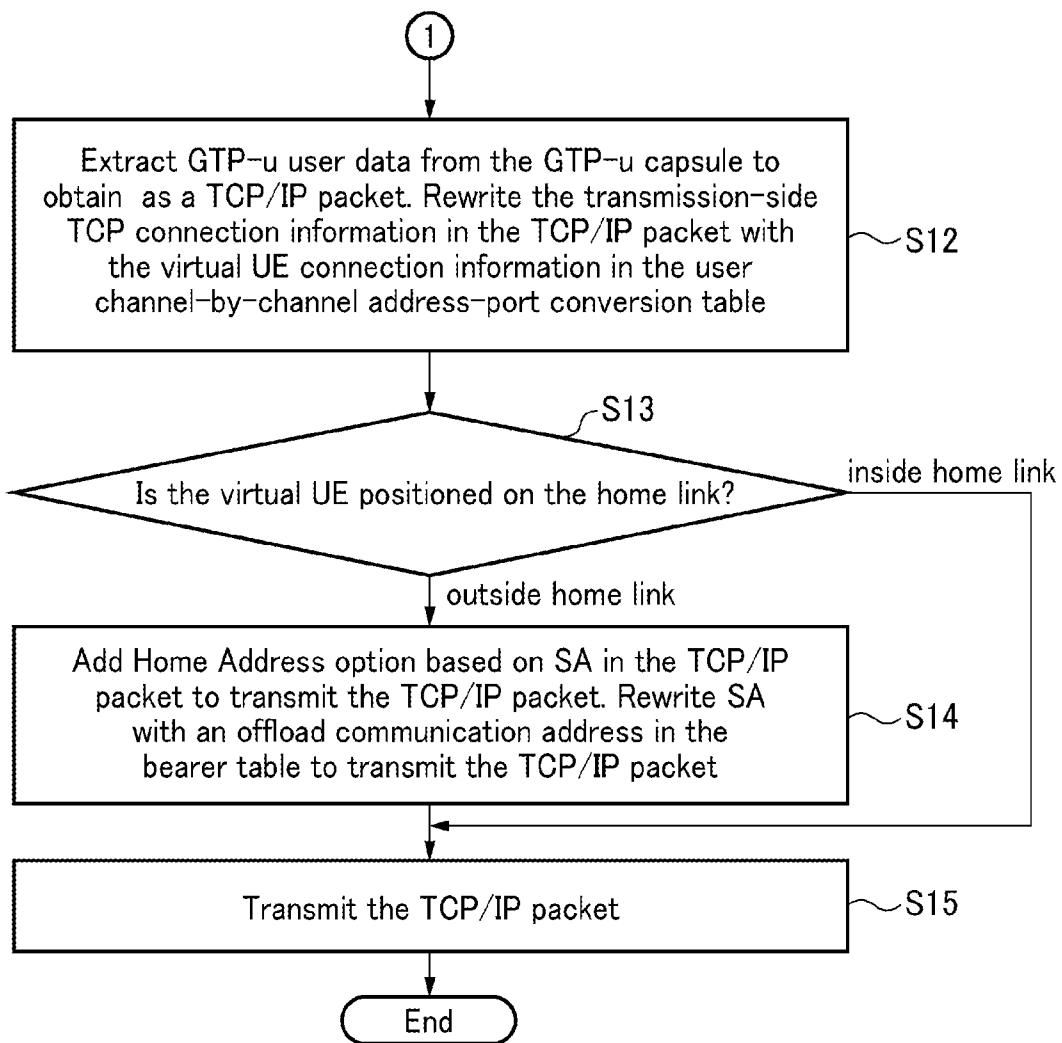 1
Extract GTP-u user data from the GTP-u capsule to
obtain as a TCP/IP packet. Rewrite the transmission-side
TCP connection information in the TCP/IP packet with
the virtual UE connection information in the user
channel-by-channel address-port conversion table
S12
S13
Is the virtual UE positioned on the home link?
inside home link
outside home link
Add Home Address option based on SA in the TCP/IP
packet to transmit the TCP/IP packet. Rewrite SA
with an offload communication address in the
bearer table to transmit the TCP/IP packet
S14
Transmit the TCP/IP packet
S15
End